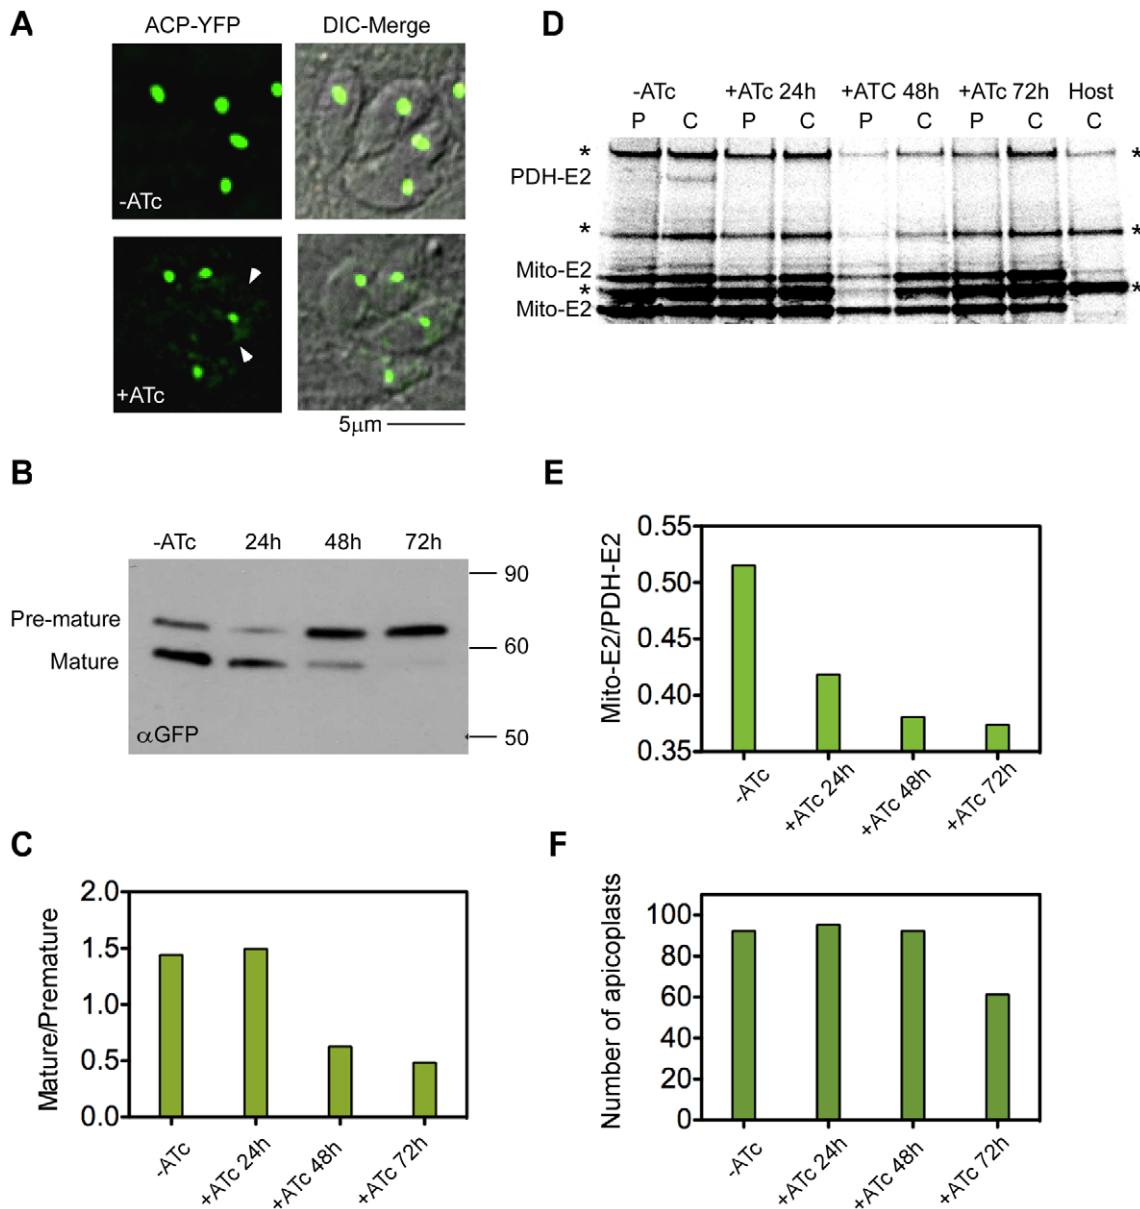 A
ACP-YFP
DIC-Merge
-ATc
+ATc
5μm
B
-ATc 24h 48h 72h
90
Pre-mature
60
Mature
50
αGFP
C
Mature/Premature
2.0
1.5
1.0
0.5
0.0
-ATc
+ATc 24h
+ATc 48h
+ATc 72h
D
-ATc +ATc 24h +ATC 48h +ATc 72h Host
P C P C P C P C C
* *
PDH-E2
* *
Mito-E2
* *
Mito-E2
E
Mito-E2/PDH-E2
0.55
0.50
0.45
0.40
0.35
-ATc
+ATc 24h
+ATc 48h
+ATc 72h
F
Number of apicoplasts
100
80
60
40
20
0
-ATc
+ATc 24h
+ATc 48h
+ATc 72h